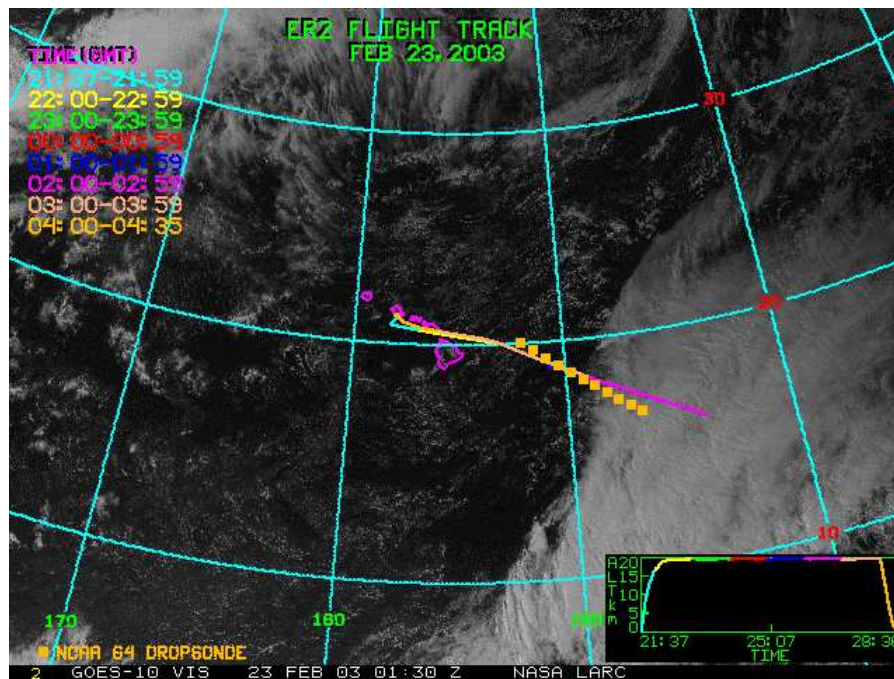 ER2 FLIGHT TRACK
FEB 23,2003
TIME(GMT)
21:37-21:59
22:00-22:59
23:00-23:59
00:00-00:59
01:00-01:59
02:00-02:59
03:00-03:59
04:00-04:35
30
20
10
170
180
A20
L15
T10
k 5
m 0
21:37 25:07 28:36
TIME
NOAA G4 DROPSONDE
2 GOES-10 VIS 23 FEB 03 01:30 Z NASA LARC